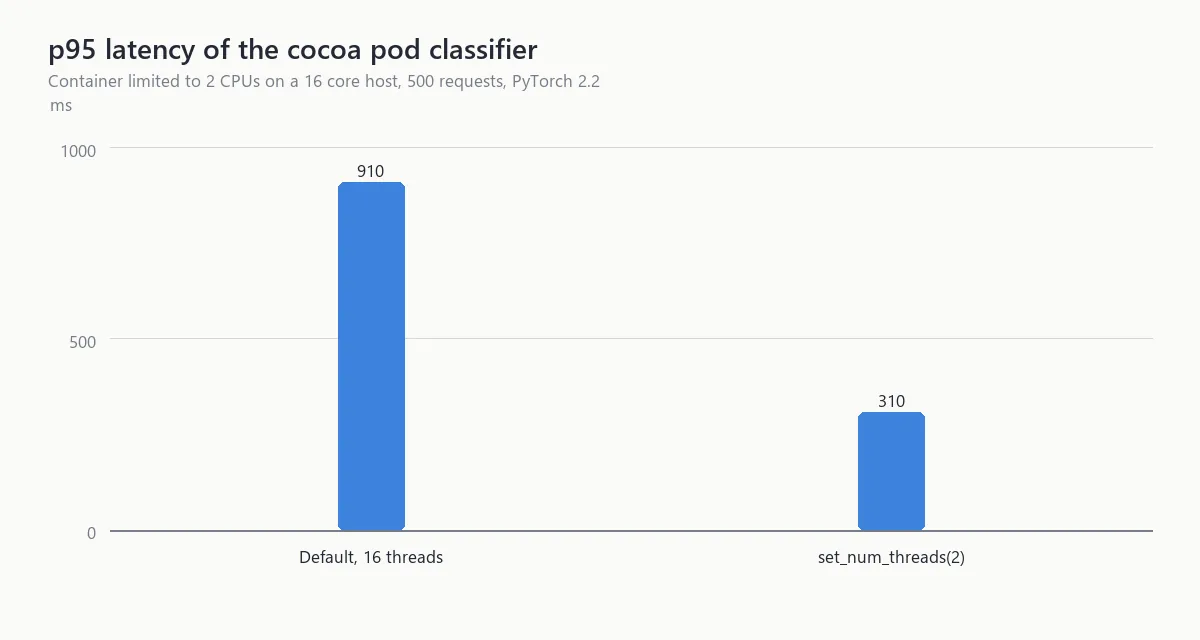 p95 latency of the cocoa pod classifier
Container limited to 2 CPUs on a 16 core host, 500 requests, PyTorch 2.2
ms
1000
910
500
310
0
Default, 16 threads
set_num_threads(2)